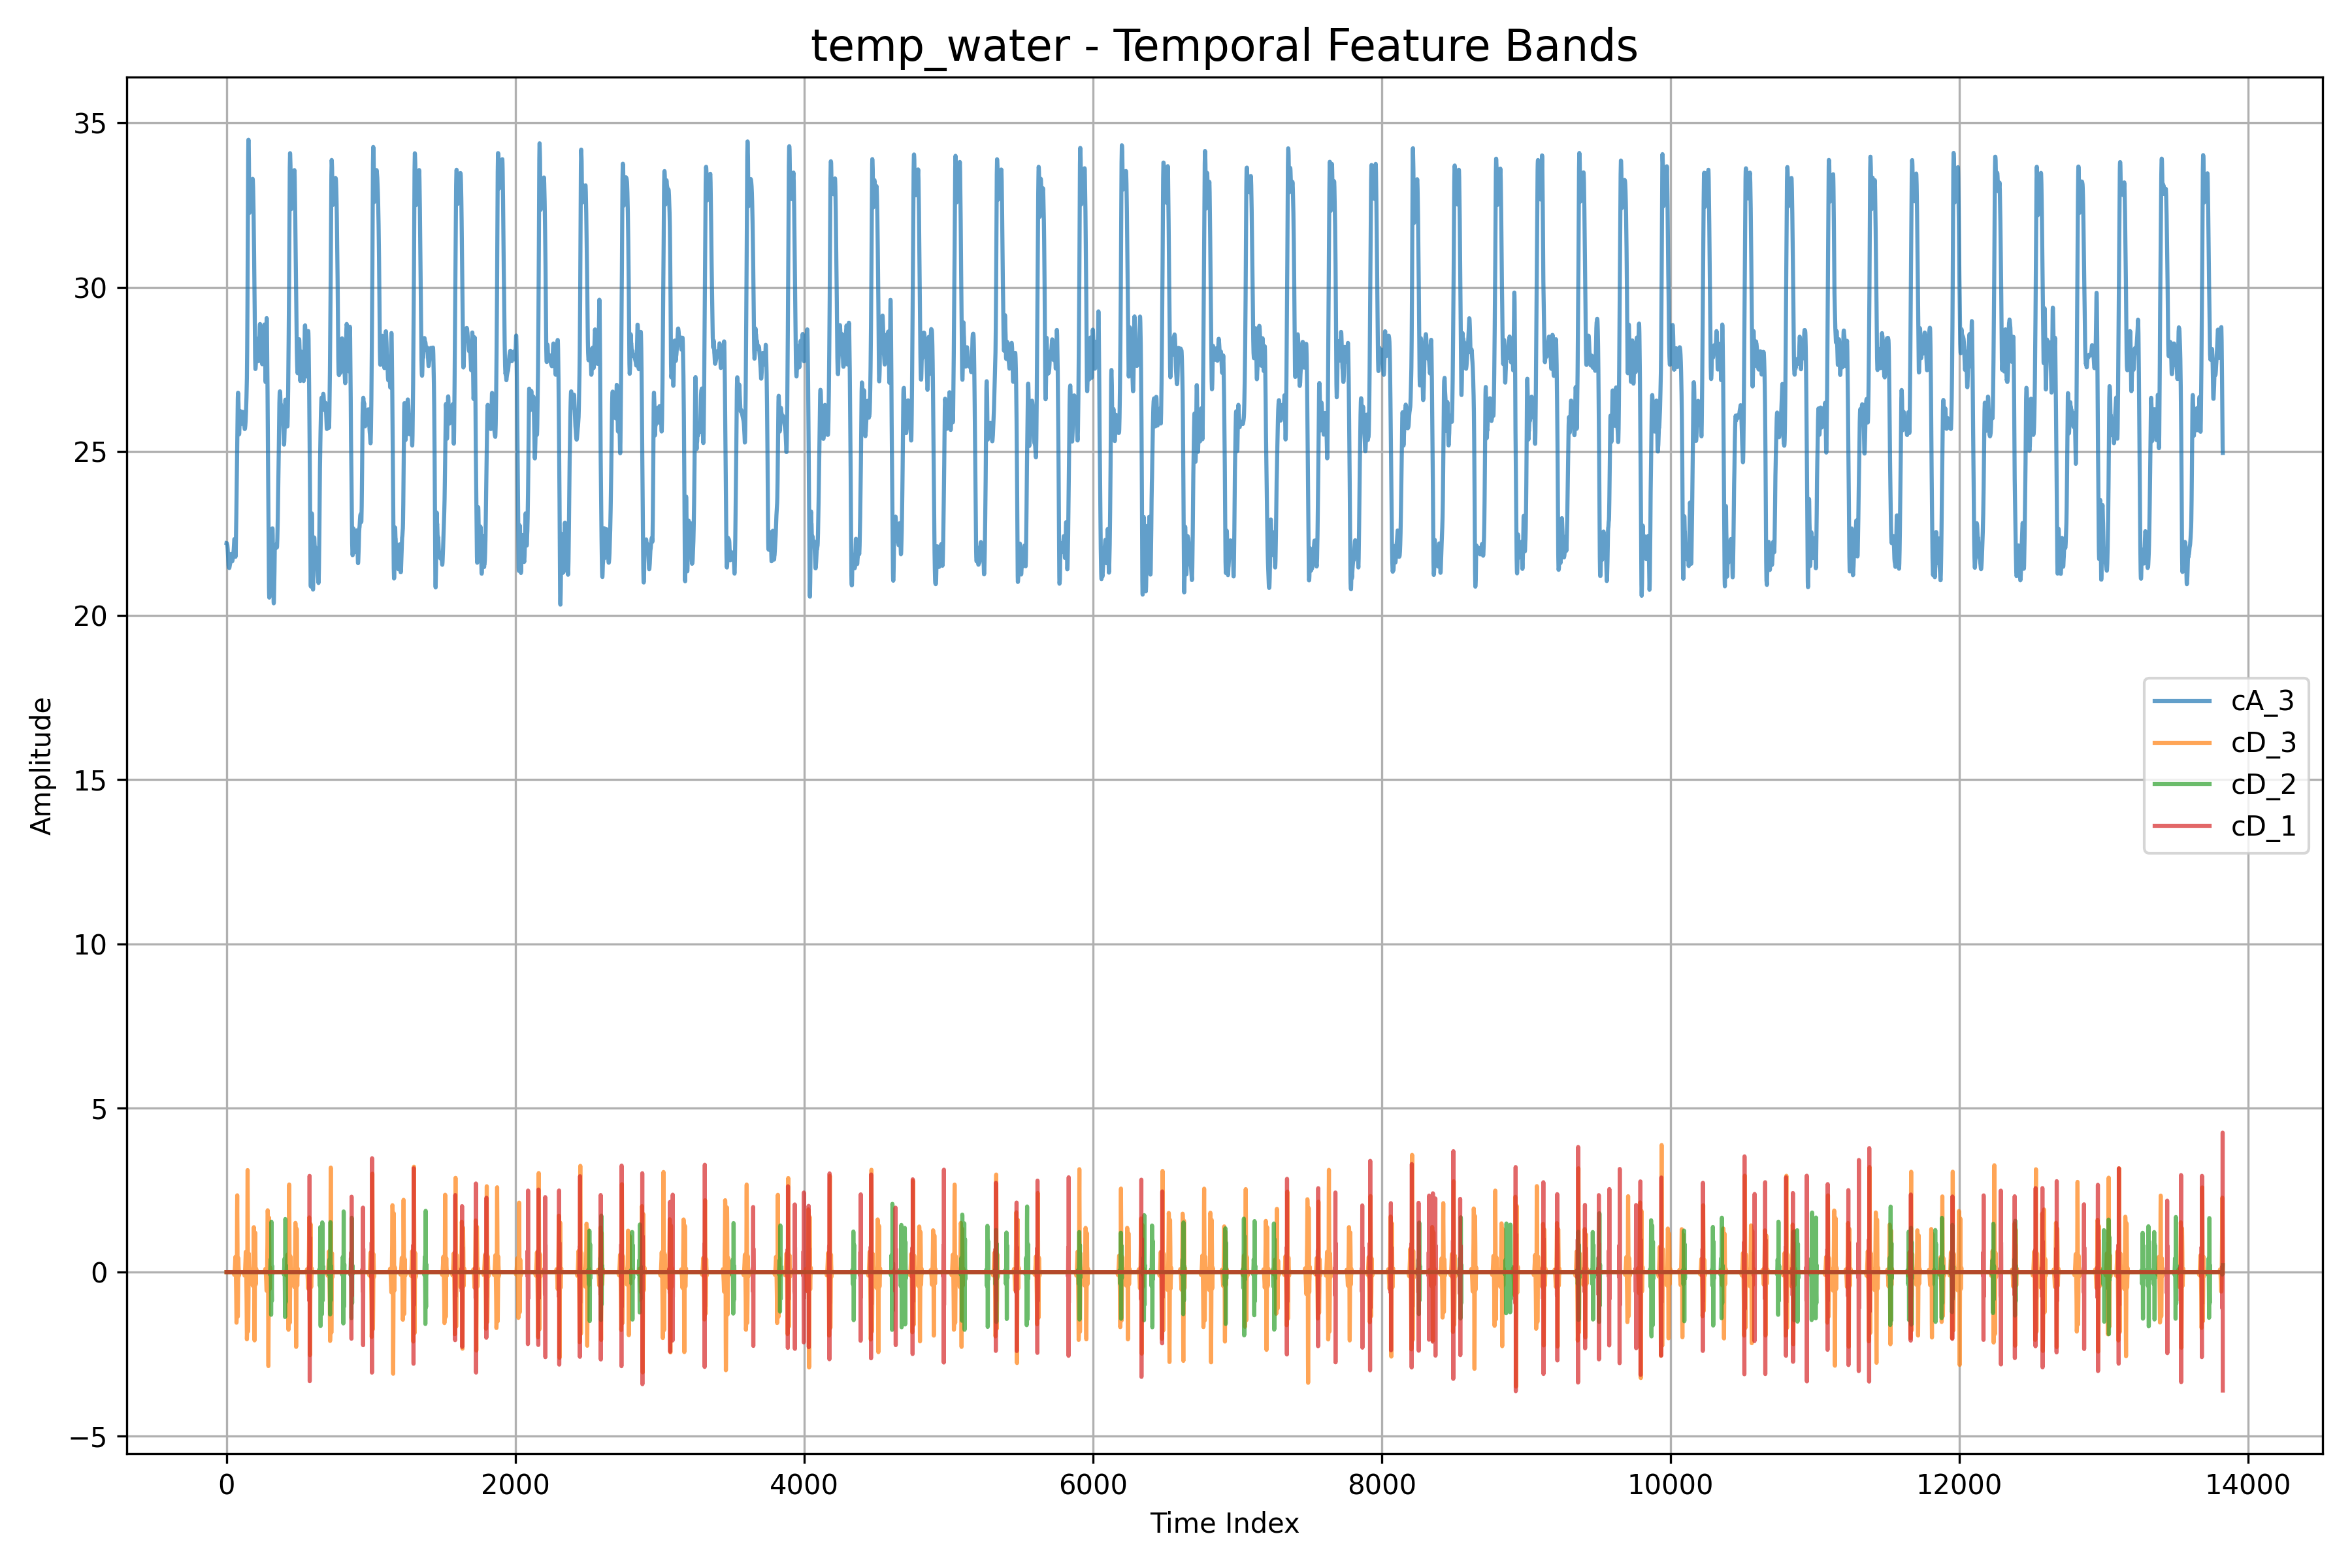 temp_water - Temporal Feature Bands
35
30
25
20
15
10
5
0
−5
Amplitude
cA_3
cD_3
cD_2
cD_1
0 2000 4000 6000 8000 10000 12000 14000
Time Index